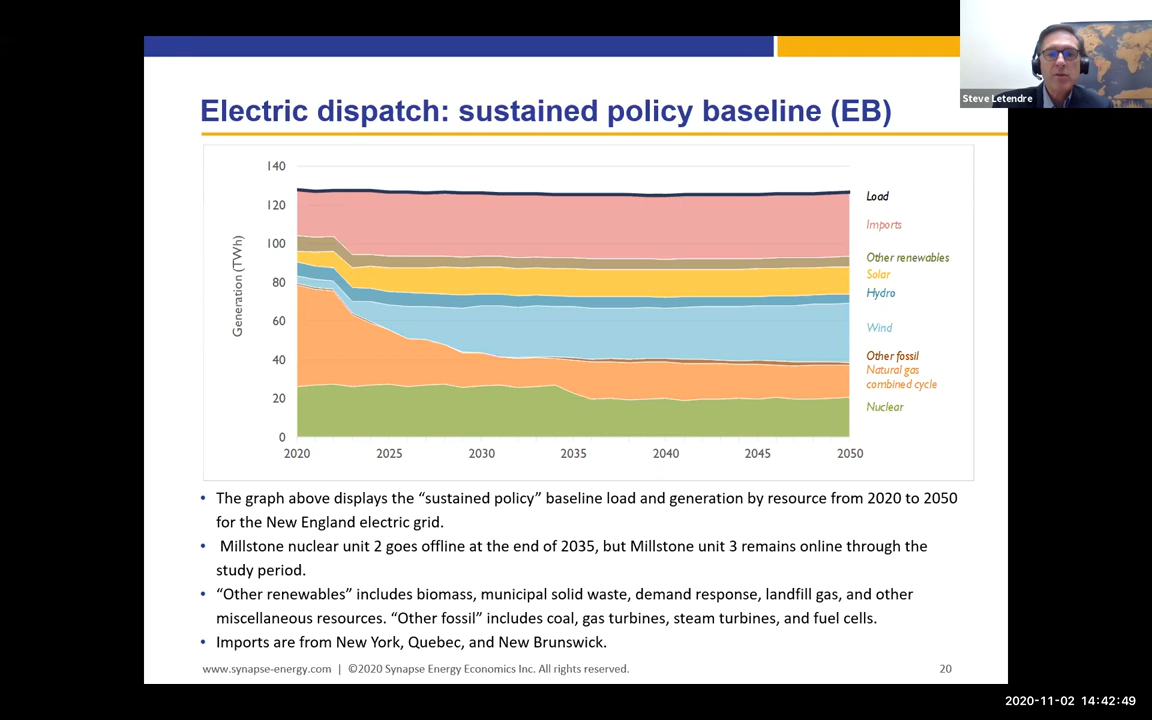 Steve Letendre
Electric dispatch: sustained policy baseline (EB)
Generation (TWh)
140
120
100
80
60
40
20
0
2020
2025
2030
2035
2040
2045
2050
Load
Imports
Other renewables
Solar
Hydro
Wind
Other fossil
Natural gas
combined cycle
Nuclear
• The graph above displays the “sustained policy” baseline load and generation by resource from 2020 to 2050
for the New England electric grid.
• Millstone nuclear unit 2 goes offline at the end of 2035, but Millstone unit 3 remains online through the
study period.
• “Other renewables” includes biomass, municipal solid waste, demand response, landfill gas, and other
miscellaneous resources. “Other fossil” includes coal, gas turbines, steam turbines, and fuel cells.
• Imports are from New York, Quebec, and New Brunswick.
www.synapse-energy.com | ©2020 Synapse Energy Economics Inc. All rights reserved.
20
2020-11-02 14:42:49